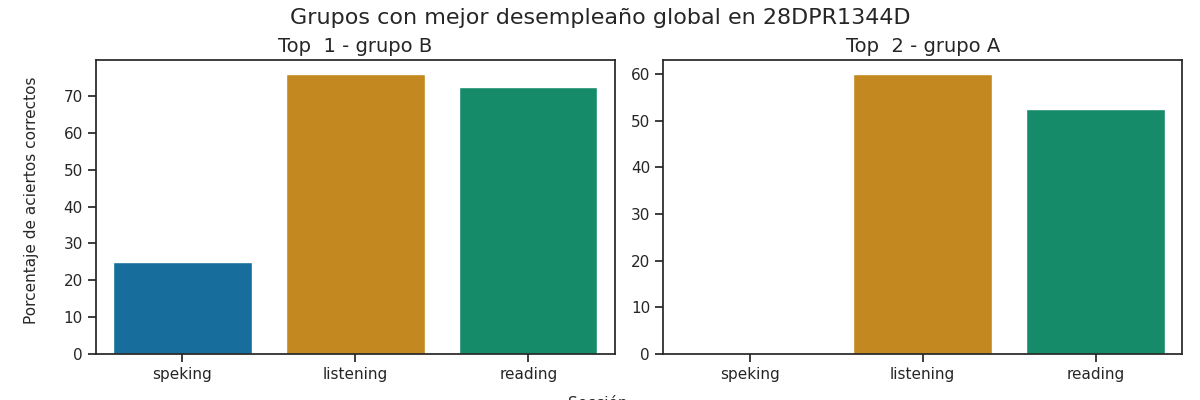 Grupos con mejor desempleaño global en 28DPR1344D
Top 1 - grupo B
Top 2 - grupo A
Porcentaje de aciertos correctos
70
60
50
40
30
20
10
0
speking
listening
reading
60
50
40
30
20
10
0
speking
listening
reading
Sección